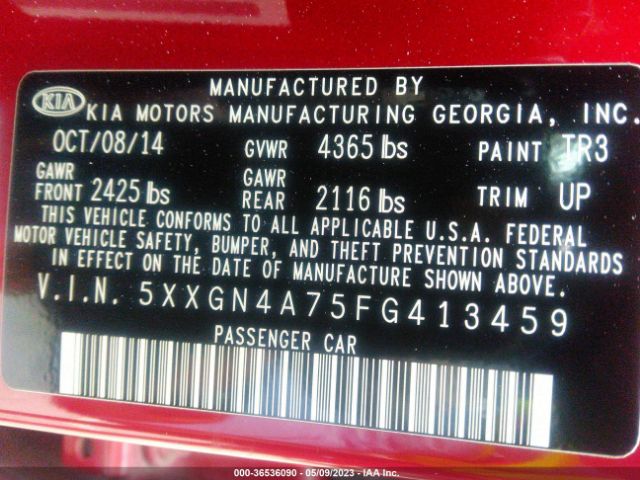 KIA
MANUFACTURED BY
KIA MOTORS MANUFACTURING GEORGIA, INC.
OCT/08/14 GVWR 4365 lbs PAINT TR3
GAWR FRONT 2425 lbs GAWR REAR 2116 lbs TRIM UP
THIS VEHICLE CONFORMS TO ALL APPLICABLE U.S.A. FEDERAL
MOTOR VEHICLE SAFETY, BUMPER, AND THEFT PREVENTION STANDARDS
IN EFFECT ON THE DATE OF MANUFACTURE SHOWN ABOVE.
V.I.N. 5XXGN4A75FG413459
PASSENGER CAR
000-36536090 - 05/09/2023 - IAA Inc.